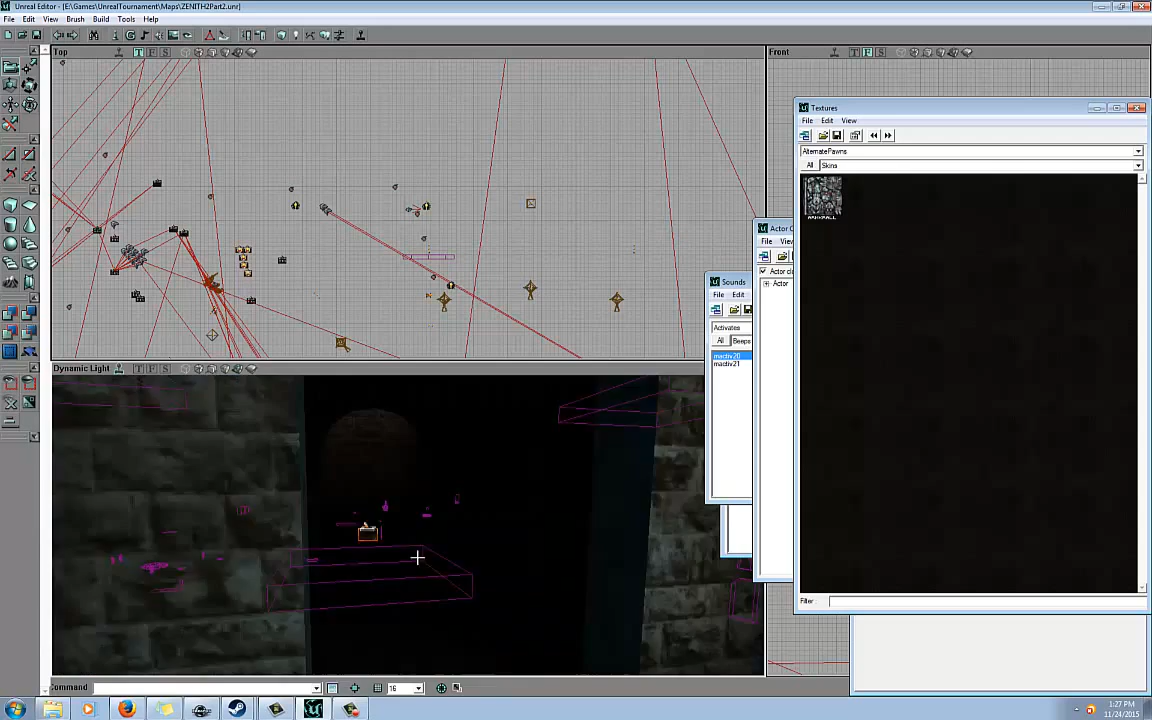 Unreal Editor - [E:\Games\UnrealTournament\Maps\ZENITH2Part2.unr]
File Edit View Brush Build Tools Help
Top T F S
Front T F S
Textures
File Edit View
AlternatePawns
All Skins
Actor C
File View
Actor cla
Actor
Sounds
File Edit
Activates
All Beeps
mactiv20
mactiv21
Dynamic Light T F S
Filter :
Command 16
1:27 PM
11/24/2015